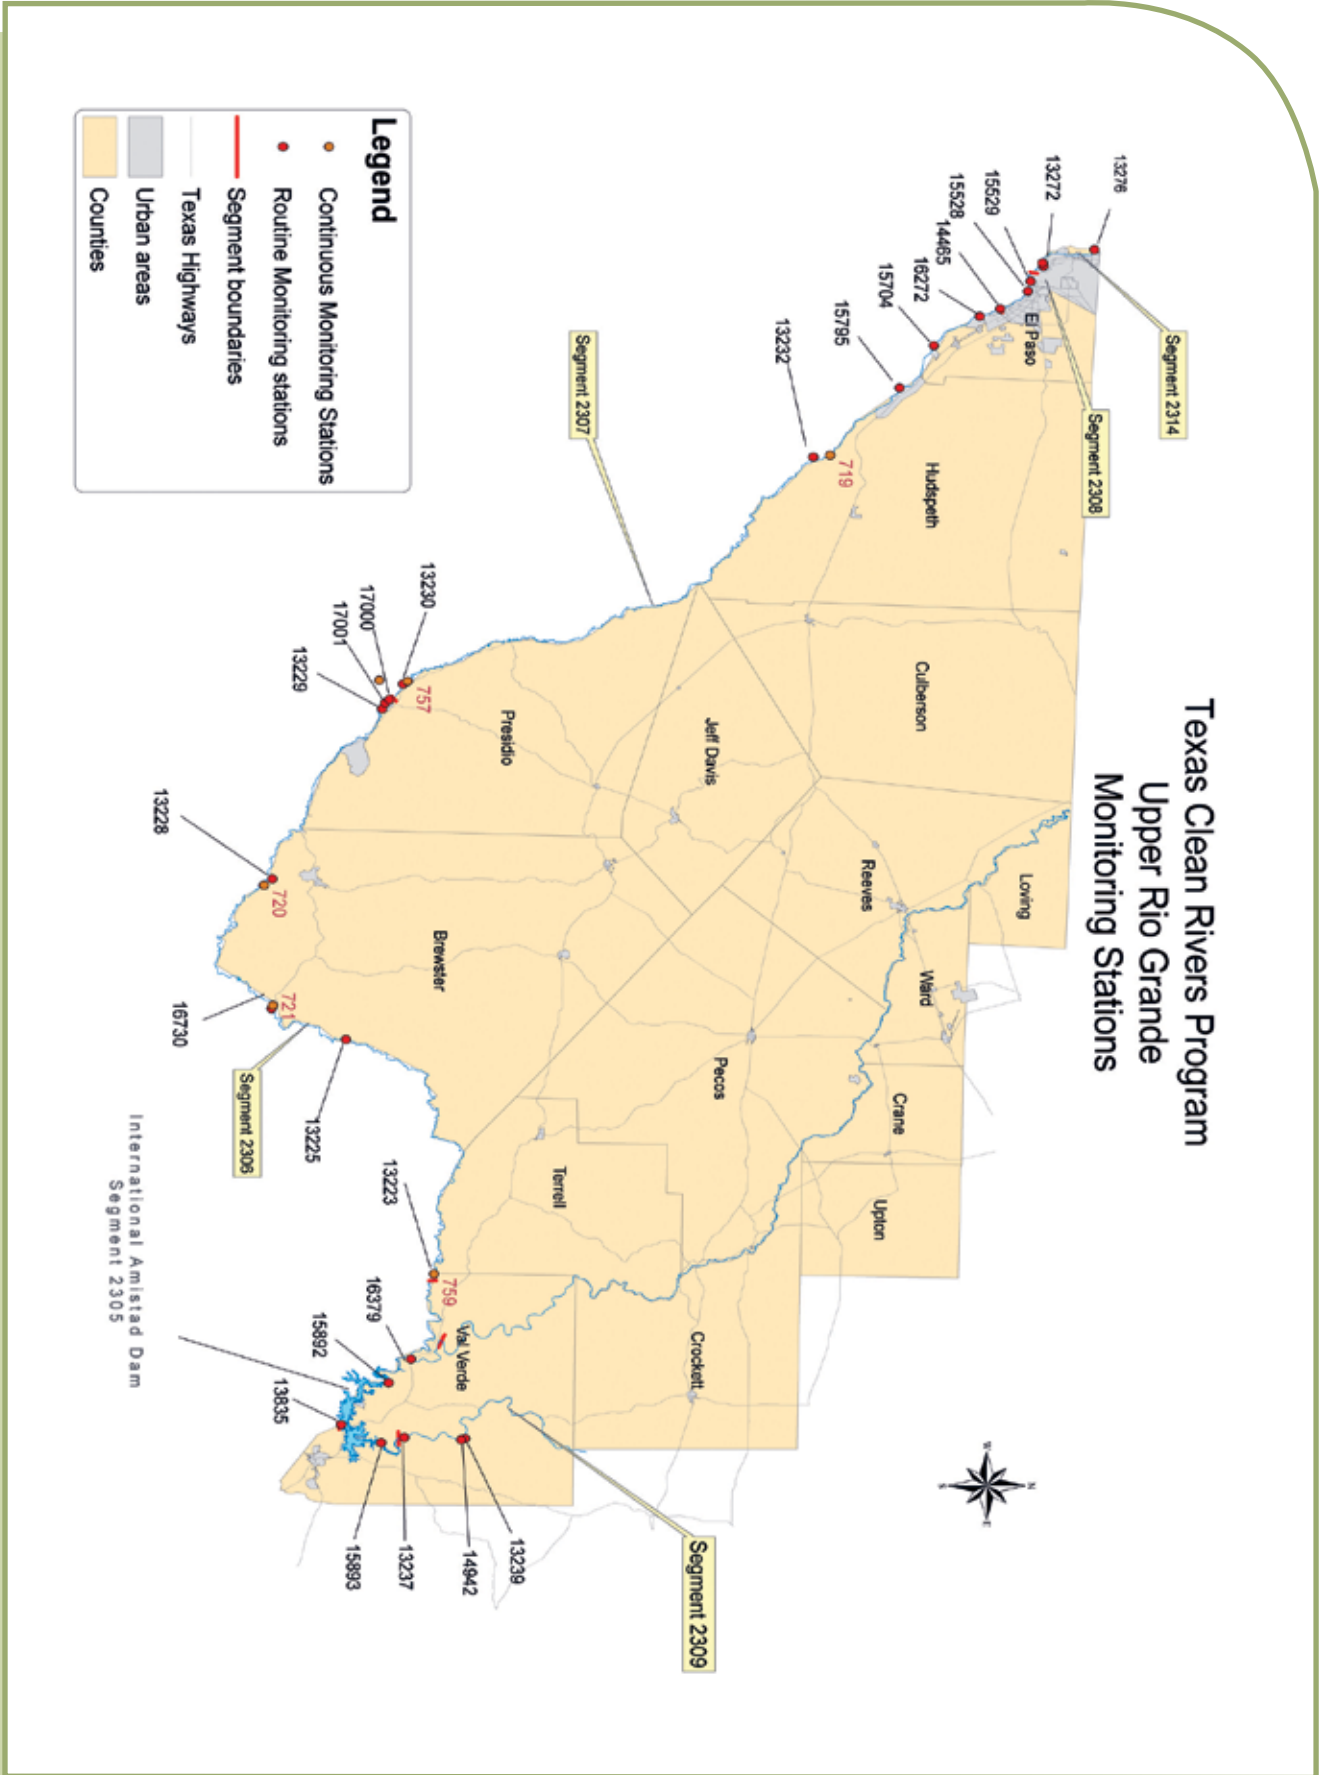 Texas Clean Rivers Program
Upper Rio Grande
Monitoring Stations
13276
13272
15529
15528
14465
16272
15704
15795
13232
El Paso
Segment 2314
Segment 2308
Segment 2307
719
Hudspeth
Culberson
Loving
Reeves
Ward
Jeff Davis
Presidio
Crane
Pecos
Upton
Brewster
Terrell
Crockett
Val Verde
13230
17000
17001
13229
757
13228
720
721
16730
Segment 2306
13225
13223
759
16379
15892
13835
International Amistad Dam
Segment 2305
15893
13237
14942
13239
Segment 2309
N
E
S
W
Legend
Continuous Monitoring Stations
Routine Monitoring stations
Segment boundaries
Texas Highways
Urban areas
Counties